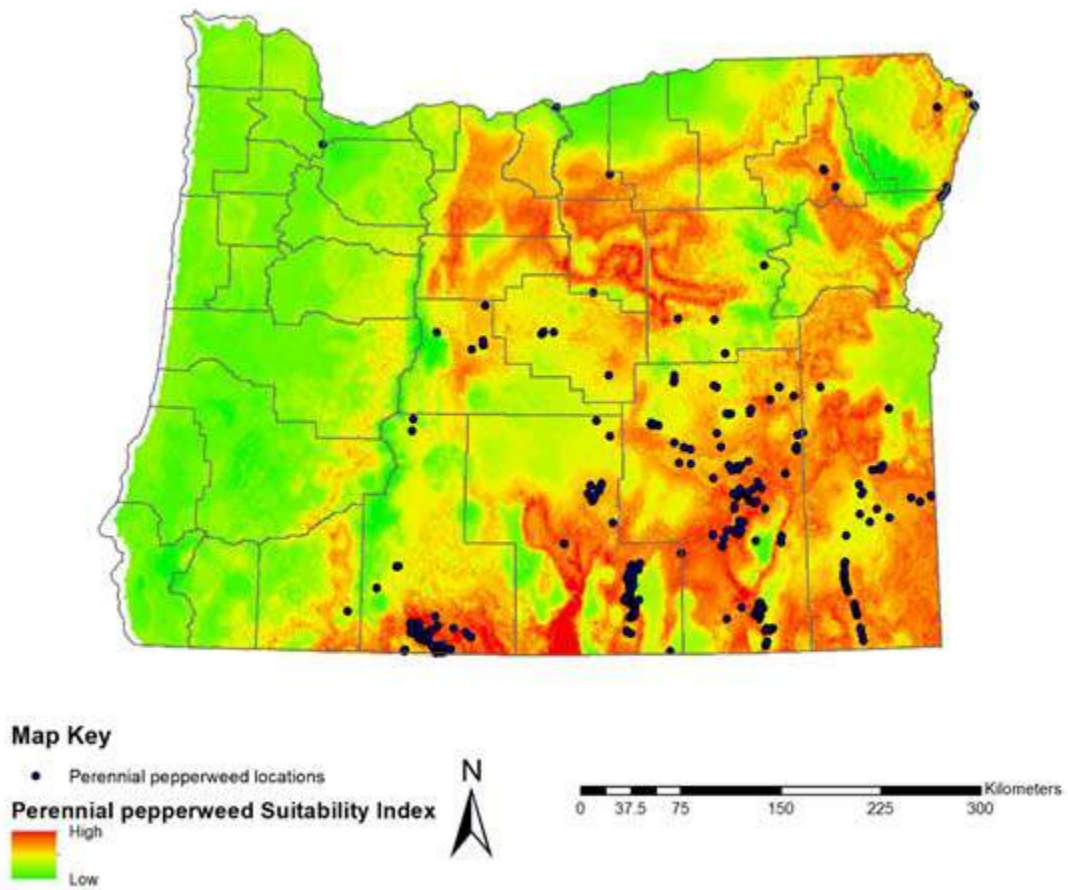 Map Key
Perennial pepperweed locations
Perennial pepperweed Suitability Index
High
Low
N
Kilometers
0 37.5 75 150 225 300